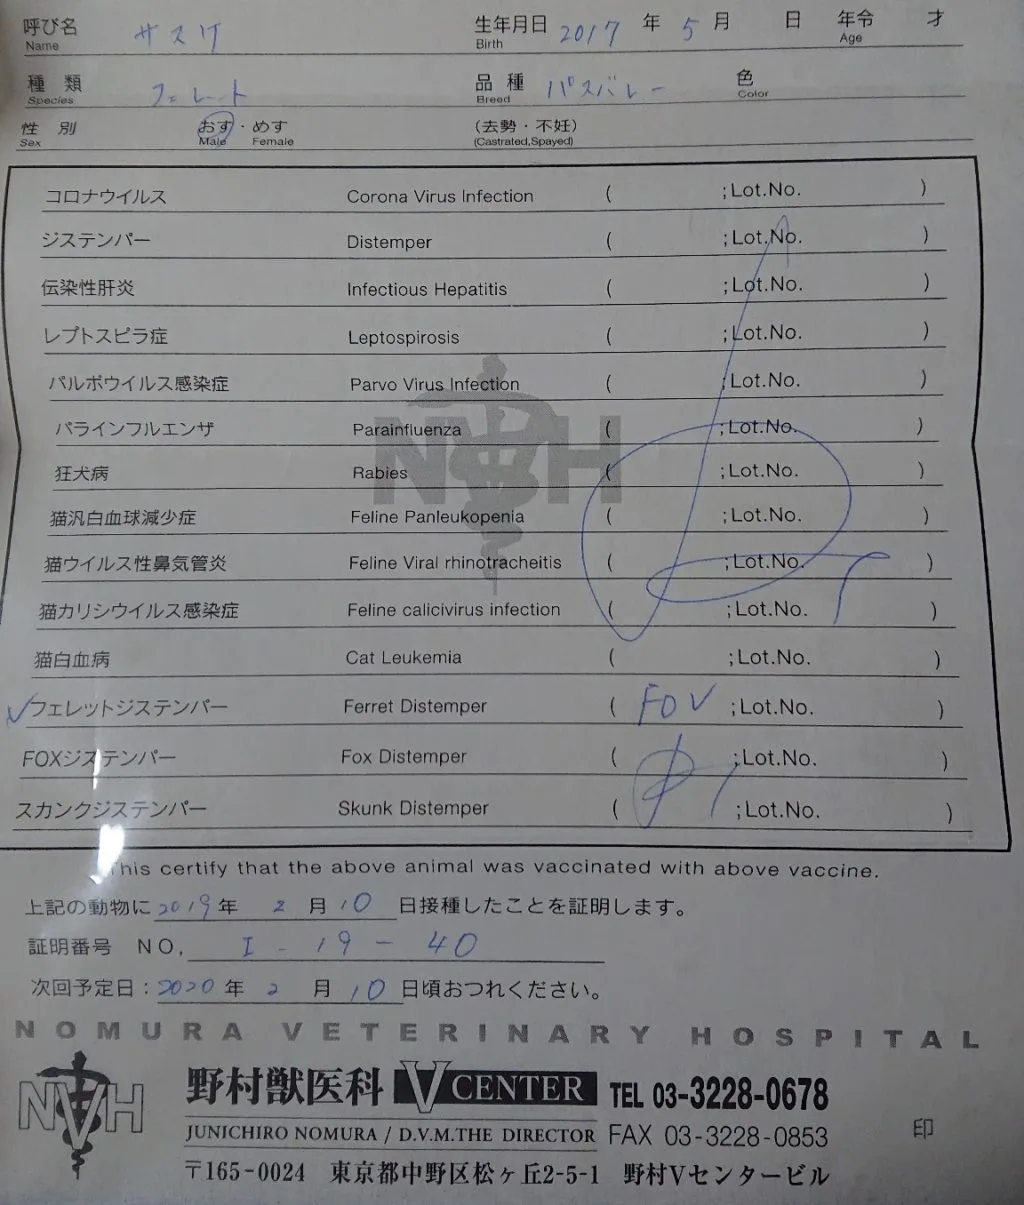 呼び名 サスケ 生年月日 2017 年 5 月 日 年令 才
Name Birth Age
種類 フェレット 品種 パスバレー 色
Species Breed Color
性別 おす・めす (去勢・不妊)
Sex Male Female (Castrated,Spayed)
コロナウイルス Corona Virus Infection ( ;Lot.No. )
ジステンパー Distemper ( ;Lot.No. )
伝染性肝炎 Infectious Hepatitis ( ;Lot.No. )
レプトスピラ症 Leptospirosis ( ;Lot.No. )
パルボウイルス感染症 Parvo Virus Infection ( ;Lot.No. )
パラインフルエンザ Parainfluenza ( ;Lot.No. )
狂犬病 Rabies ( ;Lot.No. )
猫汎白血球減少症 Feline Panleukopenia ( ;Lot.No. )
猫ウイルス性鼻気管炎 Feline Viral rhinotracheitis ( ;Lot.No. )
猫カリシウイルス感染症 Feline calicivirus infection ( ;Lot.No. )
猫白血病 Cat Leukemia ( ;Lot.No. )
✓フェレットジステンパー Ferret Distemper ( FOV ;Lot.No. )
FOXジステンパー Fox Distemper ( ;Lot.No. )
スカンクジステンパー Skunk Distemper ( ;Lot.No. )
NVH
This certify that the above animal was vaccinated with above vaccine.
上記の動物に2019年 2 月 10 日接種したことを証明します。
証明番号 NO, I-19-40
次回予定日：2020 年 2 月 10 日頃おつれください。
NOMURA VETERINARY HOSPITAL
NVH 野村獣医科 V CENTER TEL 03-3228-0678
JUNICHIRO NOMURA / D.V.M.THE DIRECTOR FAX 03-3228-0853 印
〒165-0024 東京都中野区松ヶ丘2-5-1 野村Vセンタービル